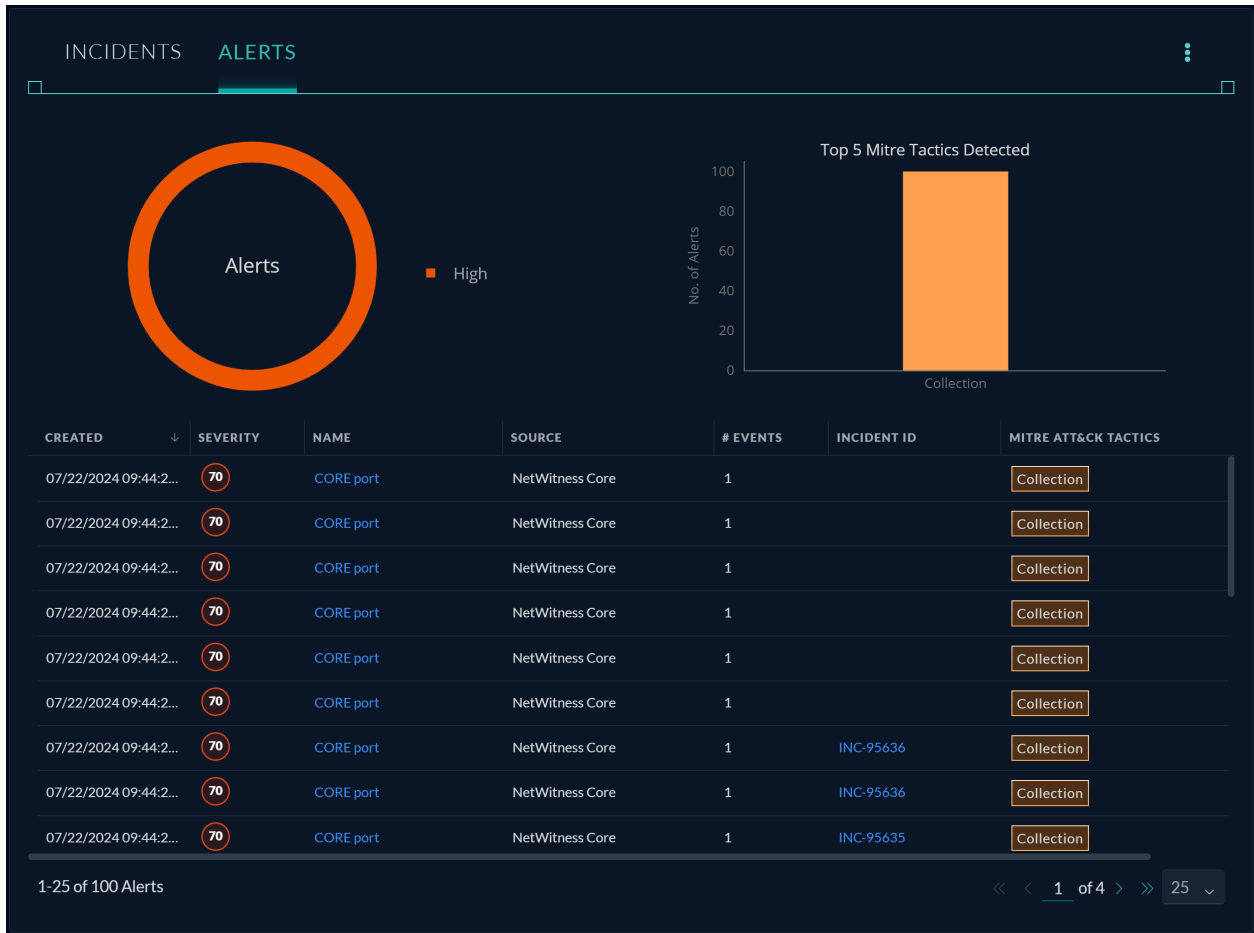 INCIDENTS ALERTS
Top 5 Mitre Tactics Detected
100
80
60
40
20
0
No. of Alerts
Collection
Alerts
High
CREATED SEVERITY NAME SOURCE # EVENTS INCIDENT ID MITRE ATT&CK TACTICS
07/22/2024 09:44:2... 70 CORE port NetWitness Core 1 Collection
07/22/2024 09:44:2... 70 CORE port NetWitness Core 1 Collection
07/22/2024 09:44:2... 70 CORE port NetWitness Core 1 Collection
07/22/2024 09:44:2... 70 CORE port NetWitness Core 1 Collection
07/22/2024 09:44:2... 70 CORE port NetWitness Core 1 Collection
07/22/2024 09:44:2... 70 CORE port NetWitness Core 1 Collection
07/22/2024 09:44:2... 70 CORE port NetWitness Core 1 INC-95636 Collection
07/22/2024 09:44:2... 70 CORE port NetWitness Core 1 INC-95636 Collection
07/22/2024 09:44:2... 70 CORE port NetWitness Core 1 INC-95635 Collection
1-25 of 100 Alerts 1 of 4 25